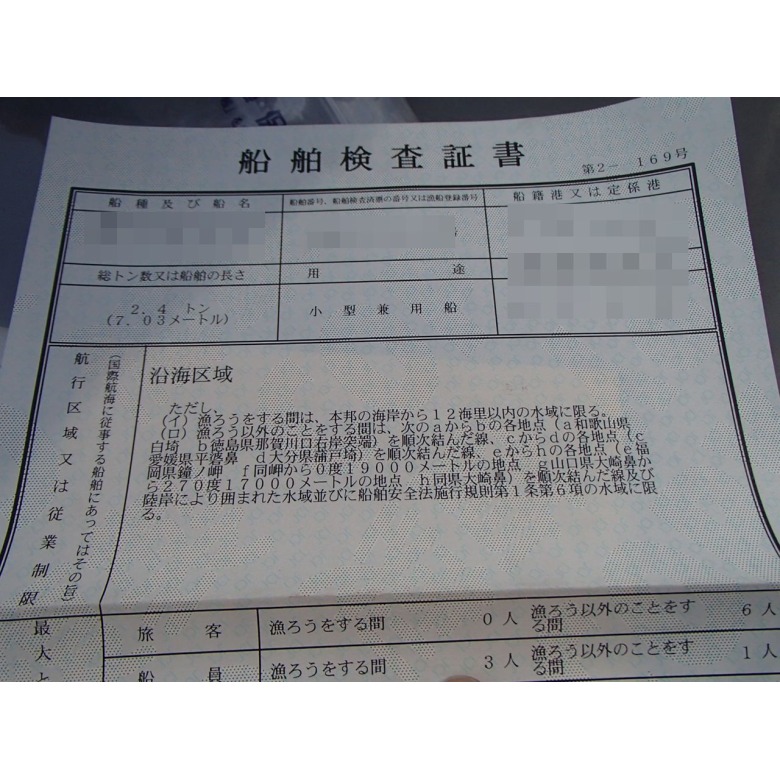 船舶検査証書
第2－ 169号
船種及び船名
船舶番号、船舶検査済票の番号又は漁船登録番号
船籍港又は定係港
総トン数又は船舶の長さ
用途
2.4 トン
(7.03メートル)
小型兼用船
航行区域又は従業制限
(国際航海に従事する船舶にあってはその旨)
沿海区域
ただし、
(イ)漁ろうをする間は、本邦の海岸から12海里以内の水域に限る。
(ロ)漁ろう以外のことをする間は、次のaからbの各地点(a和歌山県
白埼 b徳島県那賀川口右岸突端)を順次結んだ線、cからdの各地点(c
愛媛県平碆鼻 d大分県蒲戸埼)を順次結んだ線、eからhの各地点(e福
岡県鐘ノ岬 f同岬から0度19000メートルの地点 g山口県大崎鼻か
ら270度17000メートルの地点 h同県大崎鼻)を順次結んだ線及び
陸岸により囲まれた水域並びに船舶安全法施行規則第1条第6項の水域に限
る。
最大と
旅客
漁ろうをする間 0人
漁ろう以外のことをす
る間
6人
船員
漁ろうをする間 3人
漁ろう以外のことをす
る間
1人